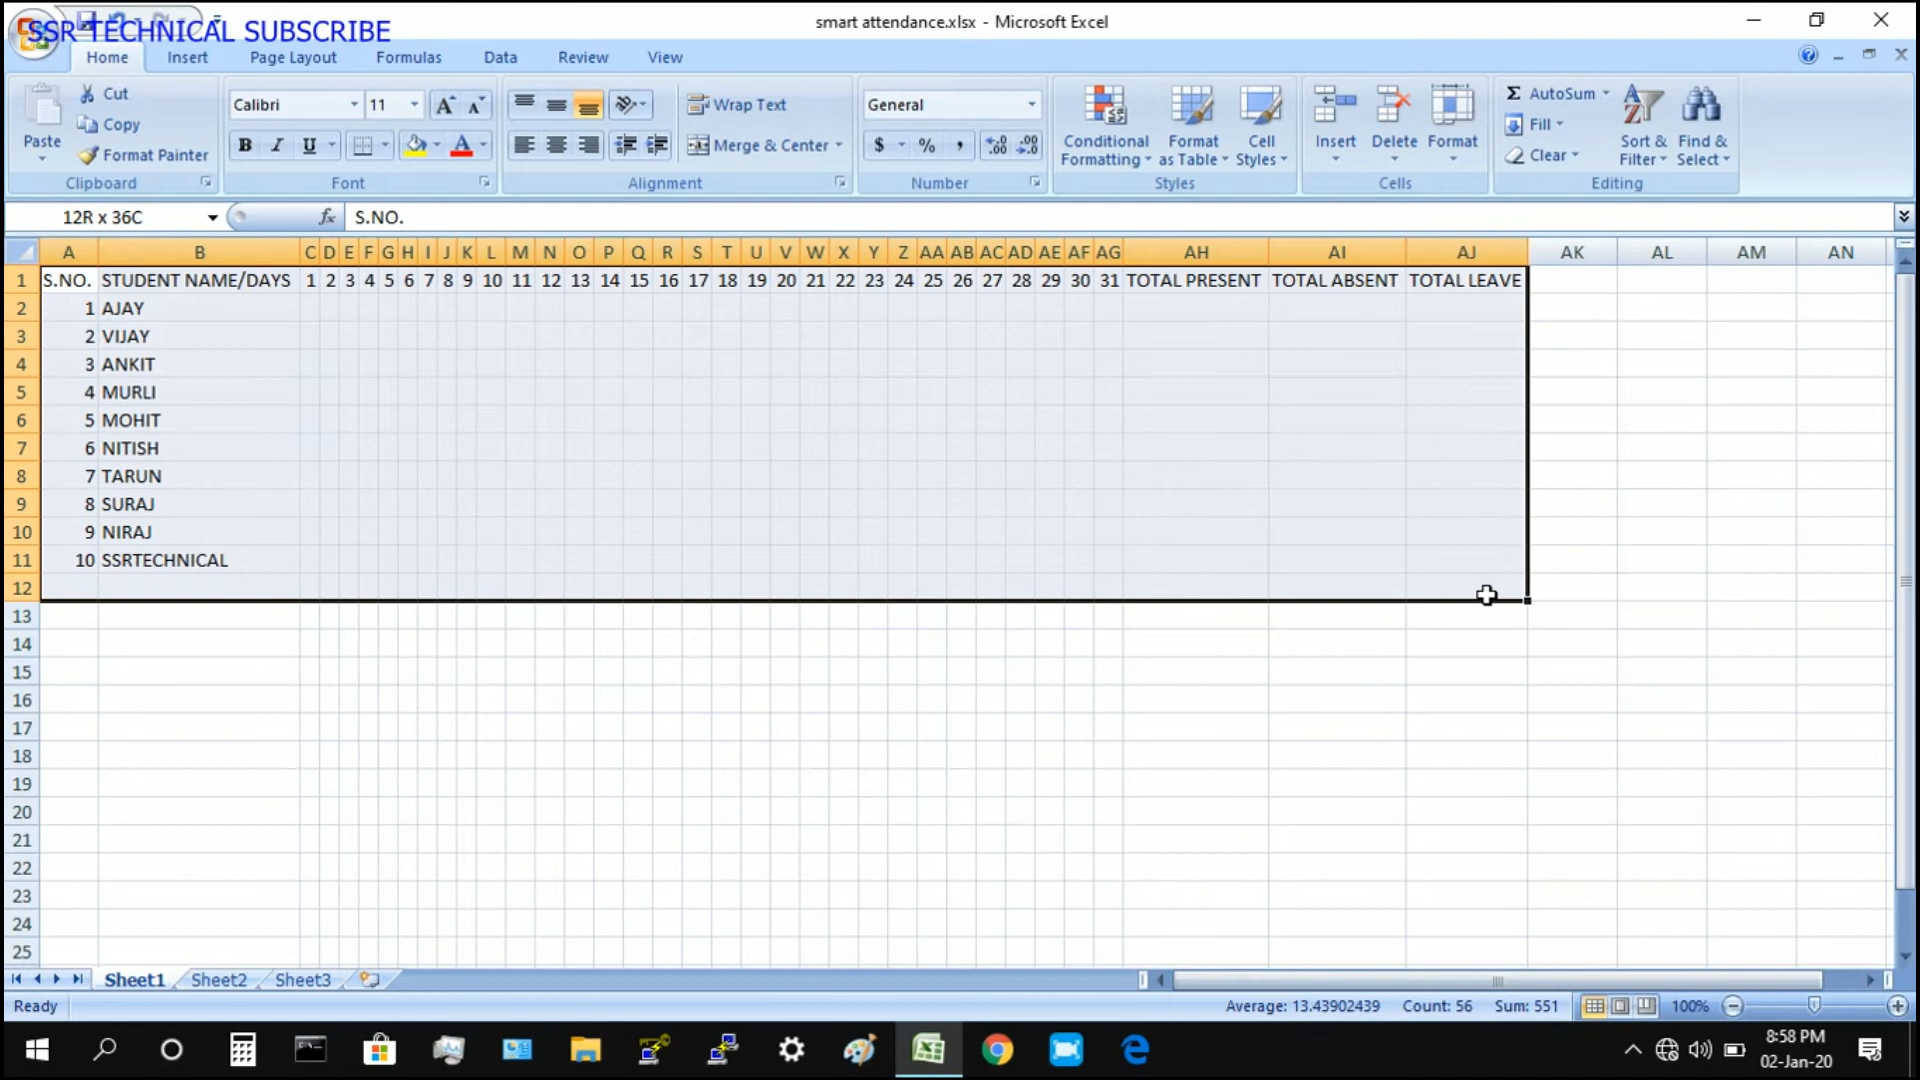 SSR TECHNICAL SUBSCRIBE
smart attendance.xlsx - Microsoft Excel
Home Insert Page Layout Formulas Data Review View
Paste Cut Copy Format Painter Clipboard
Calibri 11 A A B I U A Font
Wrap Text Merge & Center Alignment
General $ % , .0 .00 .00 .0 Number
Conditional Formatting Format as Table Cell Styles Styles
Insert Delete Format Cells
Σ AutoSum Fill Clear Sort & Filter Find & Select Editing
12R x 36C fx S.NO.
A B C D E F G H I J K L M N O P Q R S T U V W X Y Z AA AB AC AD AE AF AG AH AI AJ AK AL AM AN
1 S.NO. STUDENT NAME/DAYS 1 2 3 4 5 6 7 8 9 10 11 12 13 14 15 16 17 18 19 20 21 22 23 24 25 26 27 28 29 30 31 TOTAL PRESENT TOTAL ABSENT TOTAL LEAVE
2 1 AJAY
3 2 VIJAY
4 3 ANKIT
5 4 MURLI
6 5 MOHIT
7 6 NITISH
8 7 TARUN
9 8 SURAJ
10 9 NIRAJ
11 10 SSRTECHNICAL
12
13
14
15
16
17
18
19
20
21
22
23
24
25
Sheet1 Sheet2 Sheet3
Ready Average: 13.43902439 Count: 56 Sum: 551 100%
8:58 PM
02-Jan-20